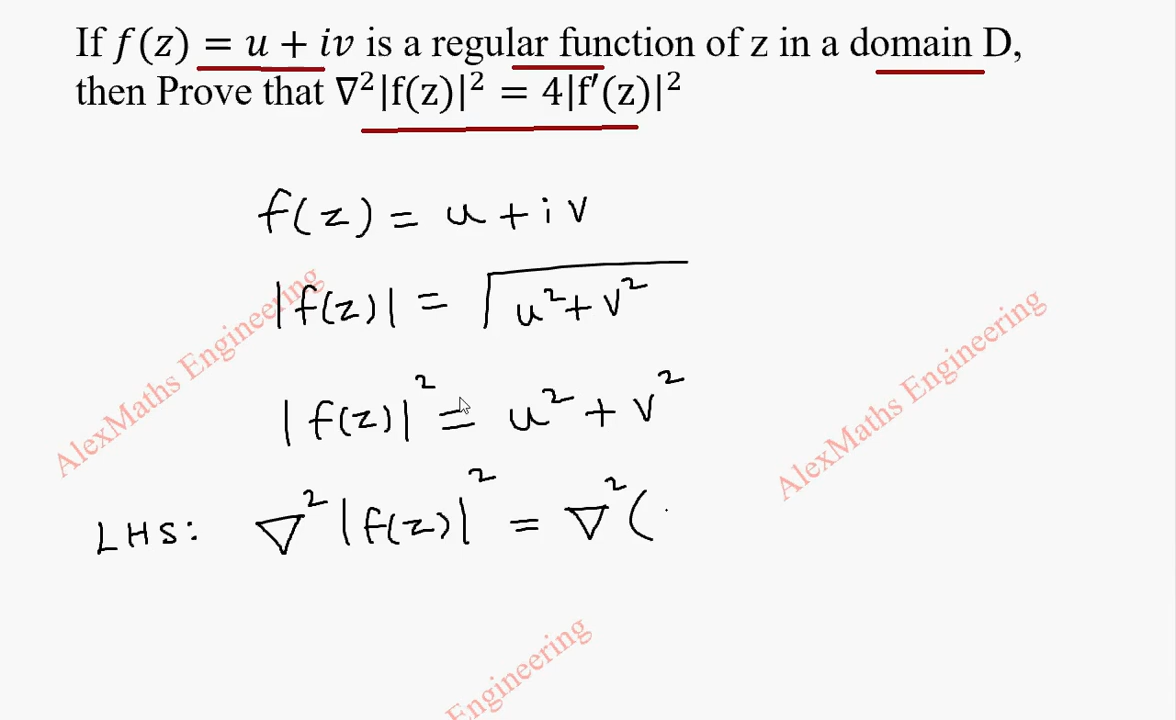 If f(z) = u + iv is a regular function of z in a domain D,
then Prove that ∇²|f(z)|² = 4|f′(z)|²
f(z) = u + iv
|f(z)| = √(u² + v²)
|f(z)|² = u² + v²
LHS: ∇²|f(z)|² = ∇²(
AlexMaths Engineering
AlexMaths Engineering
Engineering